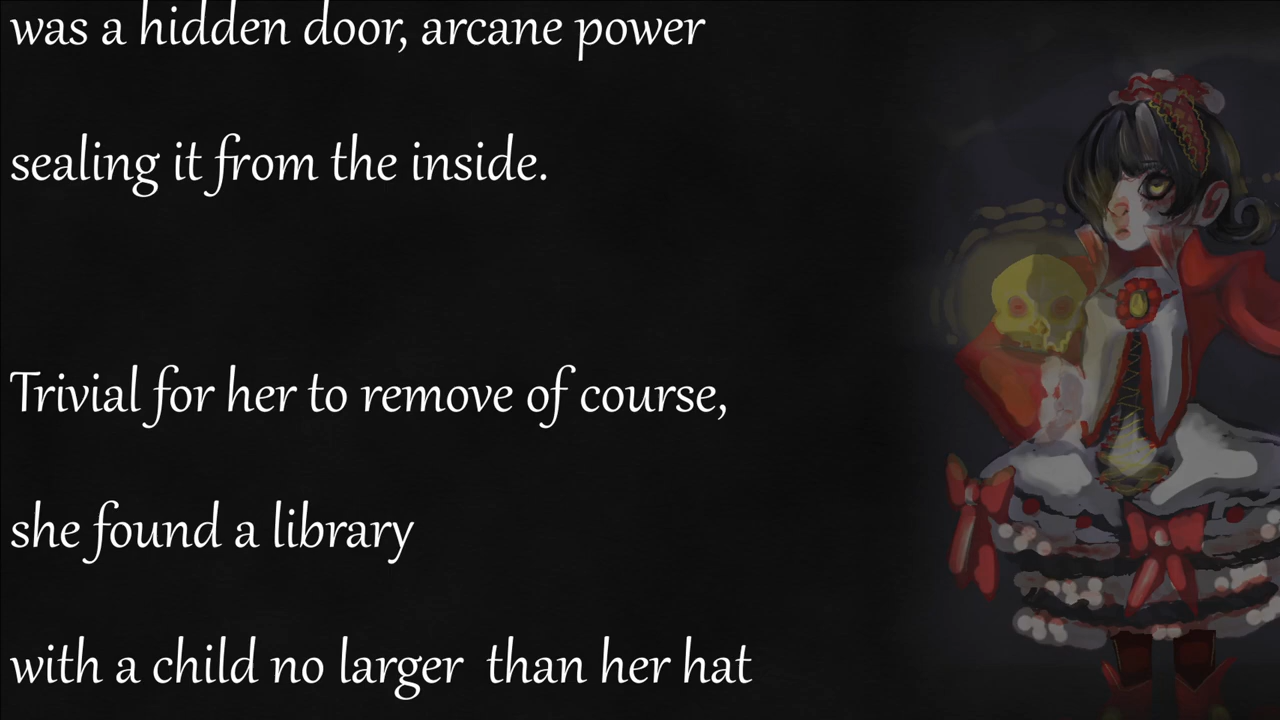 was a hidden door, arcane power
sealing it from the inside.
Trivial for her to remove of course,
she found a library
with a child no larger  than her hat